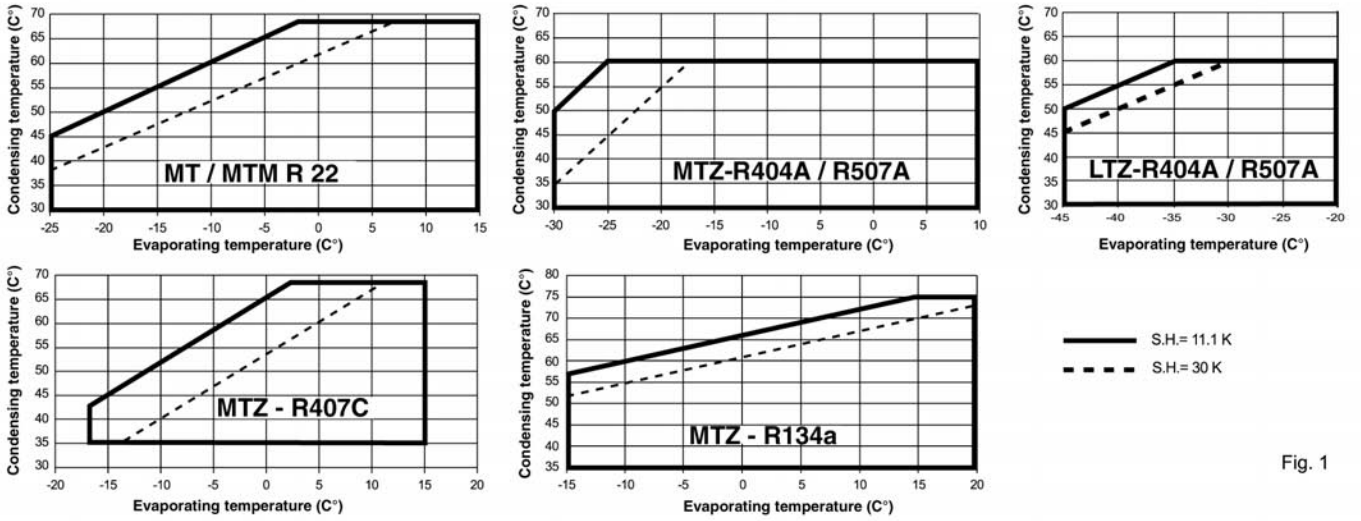 Condensing temperature (C°)
70
65
60
55
50
45
40
35
30
MT / MTM R 22
-25 -20 -15 -10 -5 0 5 10 15
Evaporating temperature (C°)
Condensing temperature (C°)
70
65
60
55
50
45
40
35
30
MTZ-R404A / R507A
-30 -25 -20 -15 -10 -5 0 5 10
Evaporating temperature (C°)
Condensing temperature (C°)
70
65
60
55
50
45
40
35
30
LTZ-R404A / R507A
-45 -40 -35 -30 -25 -20
Evaporating temperature (C°)
Condensing temperature (C°)
70
65
60
55
50
45
40
35
30
MTZ - R407C
-20 -15 -10 -5 0 5 10 15 20
Evaporating temperature (C°)
Condensing temperature (C°)
80
75
70
65
60
55
50
45
40
35
MTZ - R134a
-15 -10 -5 0 5 10 15 20
Evaporating temperature (C°)
S.H.= 11.1 K
S.H.= 30 K
Fig. 1